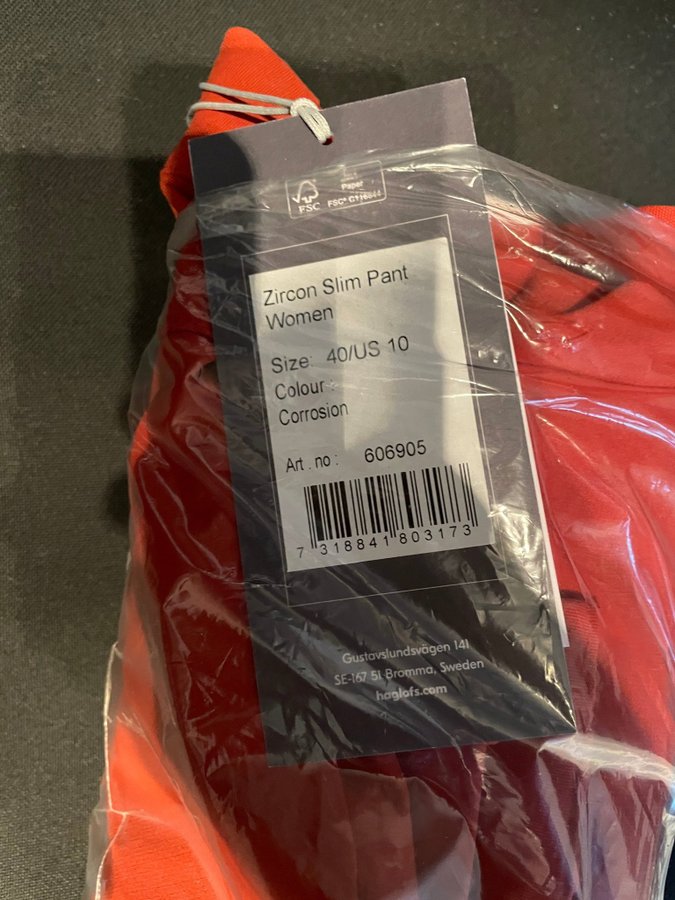 FSC
Paper
FSC® C116844
Zircon Slim Pant
Women
Size: 40/US 10
Colour :
Corrosion
Art . no : 606905
7 318841 803173
Gustavslundsvägen 141
SE-167 51 Bromma, Sweden
haglofs.com